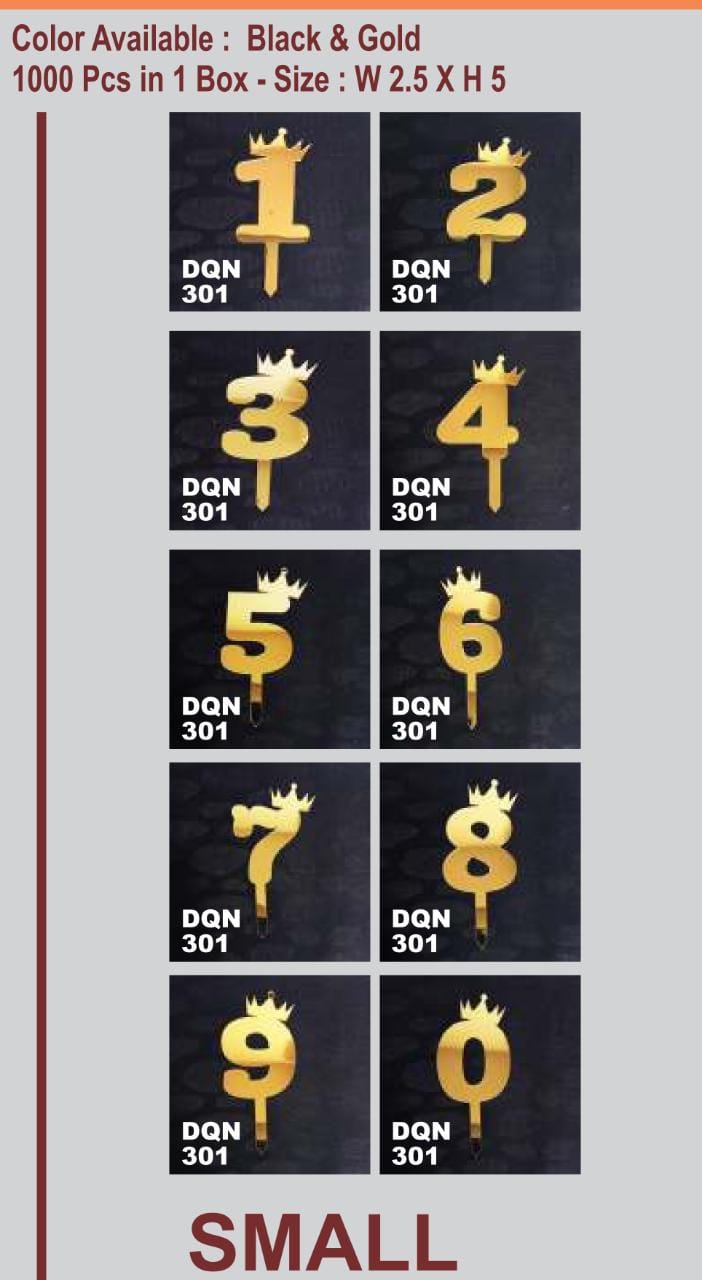 Color Available :  Black & Gold
1000 Pcs in 1 Box - Size : W 2.5 X H 5
1
DQN
301
2
DQN
301
3
DQN
301
4
DQN
301
5
DQN
301
6
DQN
301
7
DQN
301
8
DQN
301
9
DQN
301
0
DQN
301
SMALL